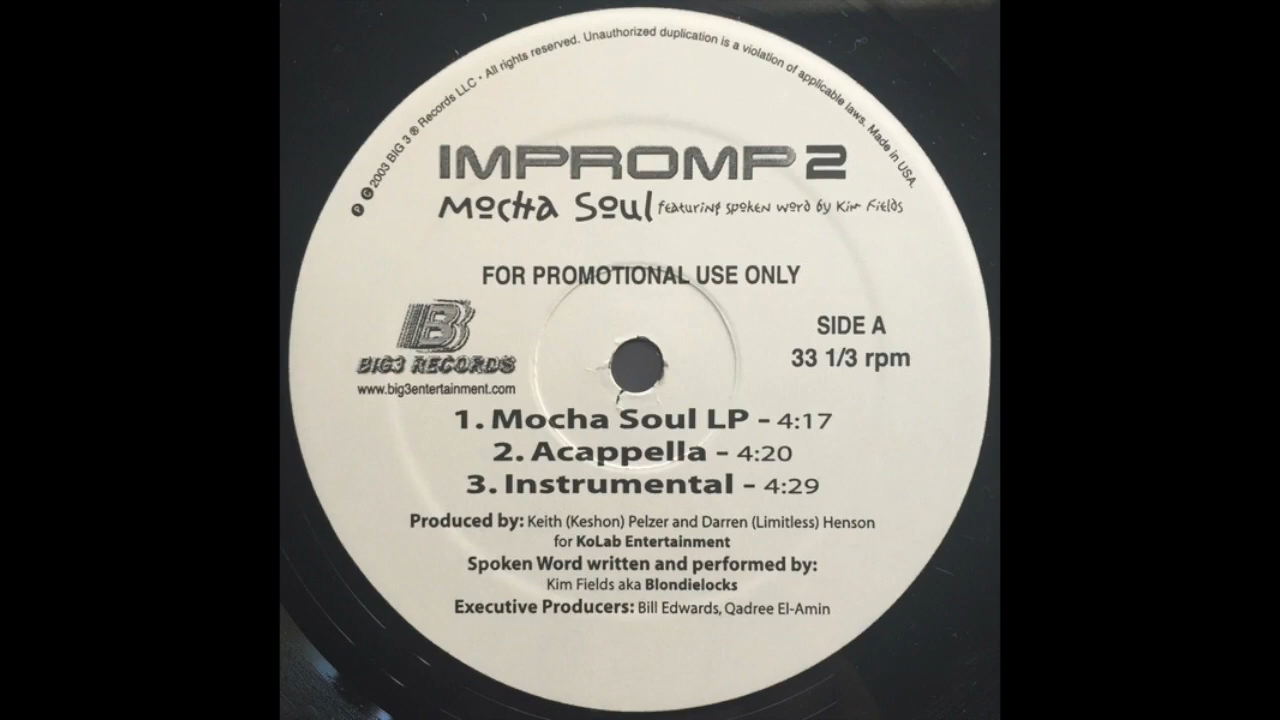 ℗ © 2003 BIG 3 ® Records LLC • All rights reserved. Unauthorized duplication is a violation of applicable laws. Made in USA.
IMPROMP 2
Mocha Soul featuring spoken word by Kim Fields
FOR PROMOTIONAL USE ONLY
B
BIG3 RECORDS
www.big3entertainment.com
SIDE A
33 1/3 rpm
1. Mocha Soul LP - 4:17
2. Acappella - 4:20
3. Instrumental - 4:29
Produced by: Keith (Keshon) Pelzer and Darren (Limitless) Henson
for KoLab Entertainment
Spoken Word written and performed by:
Kim Fields aka Blondielocks
Executive Producers: Bill Edwards, Qadree El-Amin